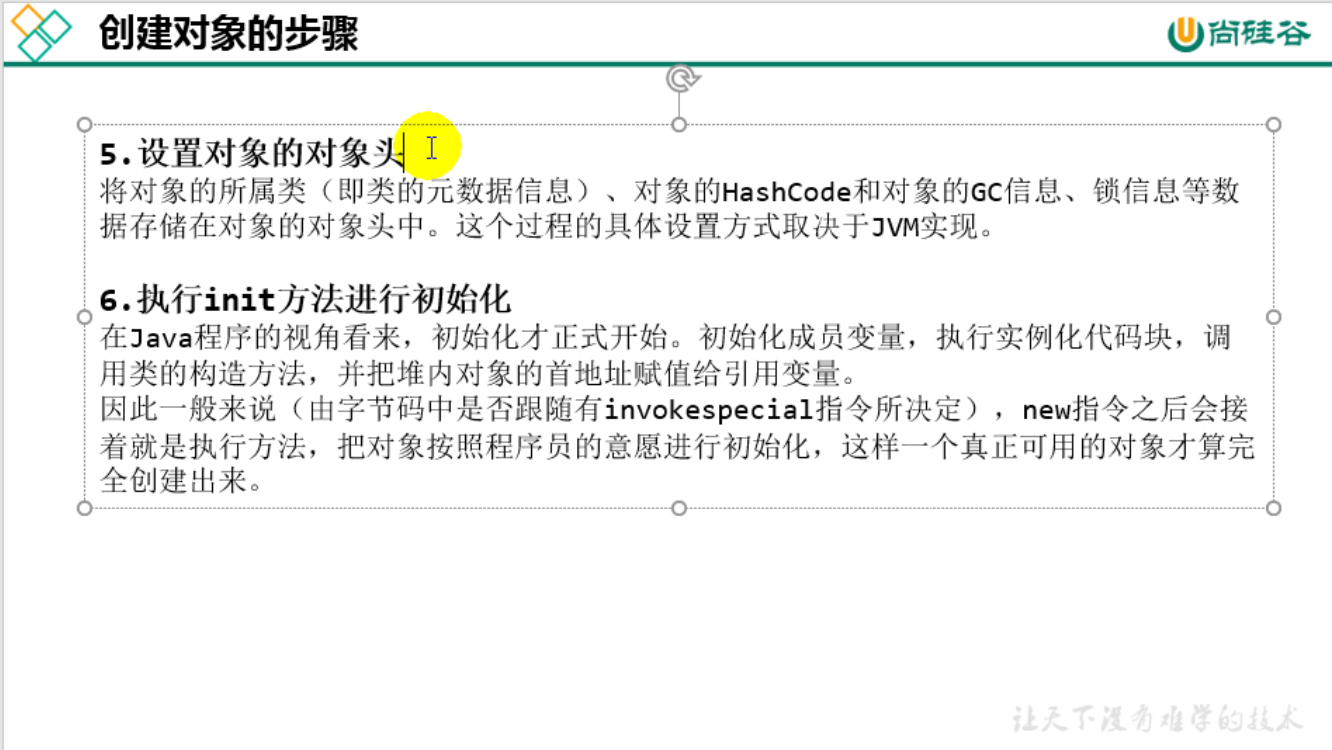 创建对象的步骤
尚硅谷
5.设置对象的对象头
将对象的所属类（即类的元数据信息）、对象的HashCode和对象的GC信息、锁信息等数
据存储在对象的对象头中。这个过程的具体设置方式取决于JVM实现。
6.执行init方法进行初始化
在Java程序的视角看来，初始化才正式开始。初始化成员变量，执行实例化代码块，调
用类的构造方法，并把堆内对象的首地址赋值给引用变量。
因此一般来说（由字节码中是否跟随有invokespecial指令所决定），new指令之后会接
着就是执行方法，把对象按照程序员的意愿进行初始化，这样一个真正可用的对象才算完
全创建出来。
让天下没有难学的技术